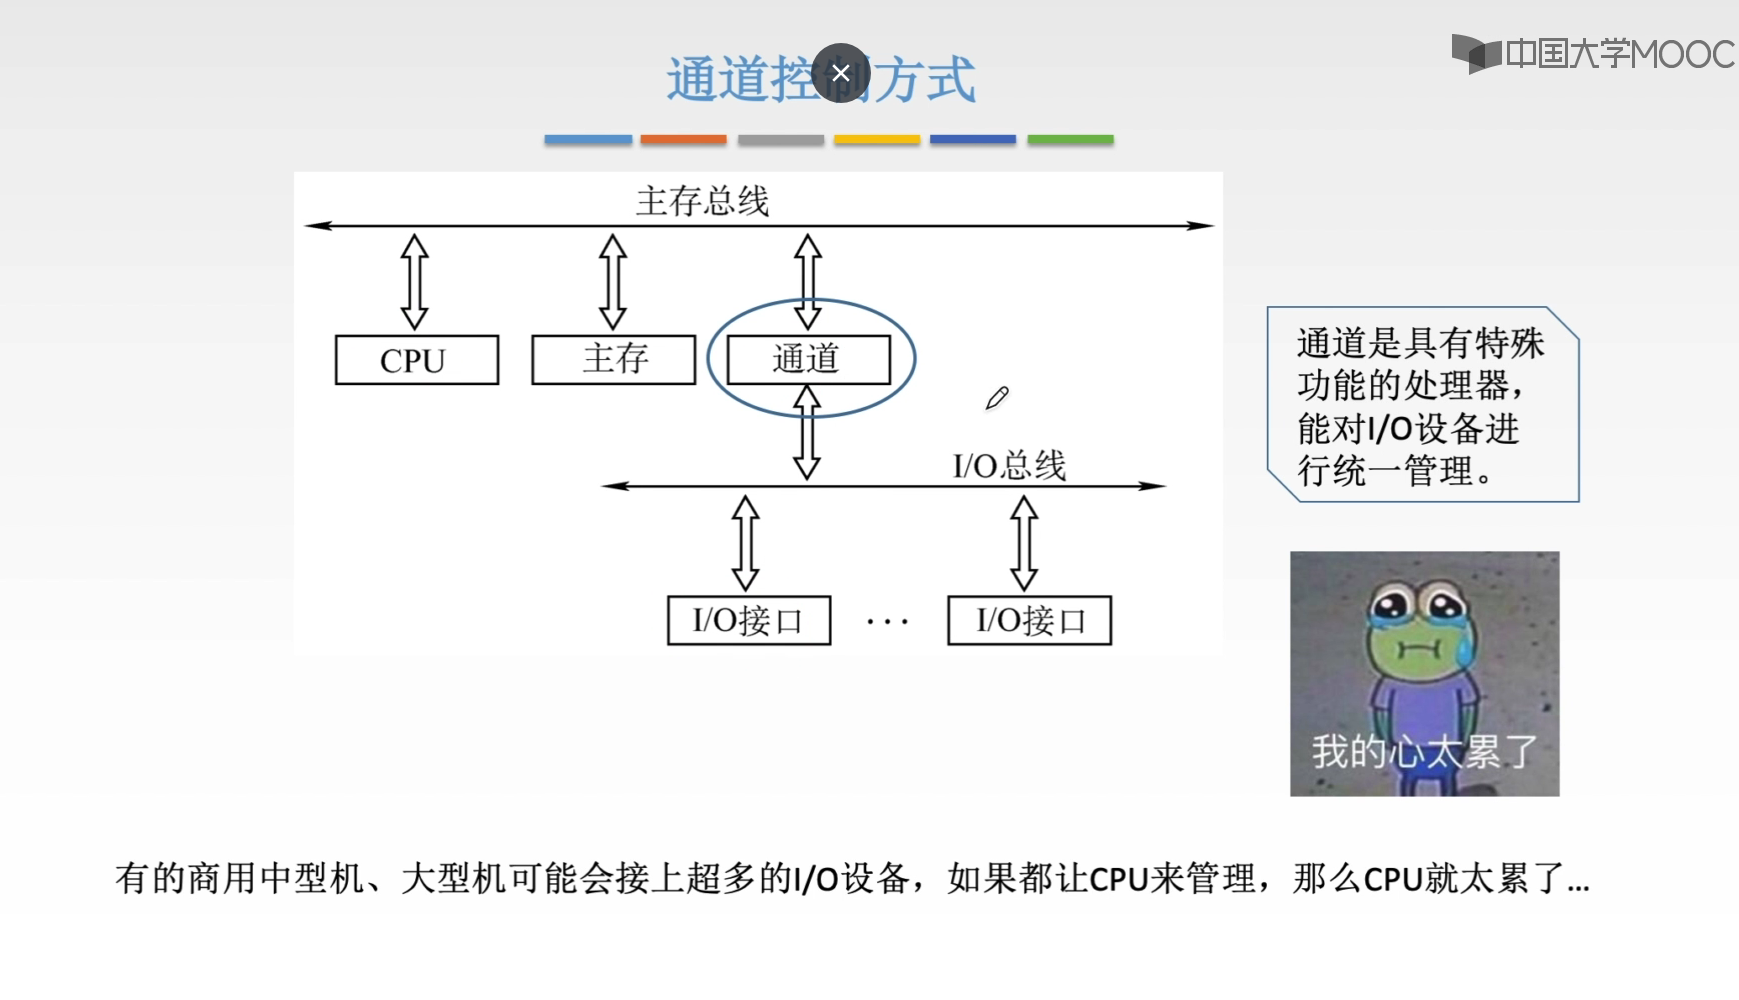 中国大学MOOC
通道控制方式
主存总线
CPU
主存
通道
I/O总线
I/O接口
···
I/O接口
通道是具有特殊
功能的处理器，
能对I/O设备进
行统一管理。
我的心太累了
有的商用中型机、大型机可能会接上超多的I/O设备，如果都让CPU来管理，那么CPU就太累了...